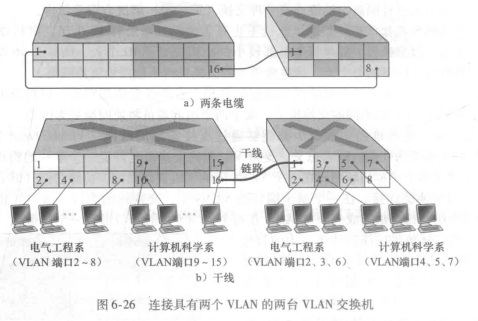 1
16
1
8
a）两条电缆
1
9
15
2
4
8
10
16
干线
链路
1
3
5
7
2
4
6
8
电气工程系
（VLAN 端口2～8）
计算机科学系
（VLAN端口9～15）
电气工程系
（VLAN端口2、3、6）
计算机科学系
（VLAN端口4、5、7）
b）干线
图6-26 连接具有两个 VLAN 的两台 VLAN 交换机